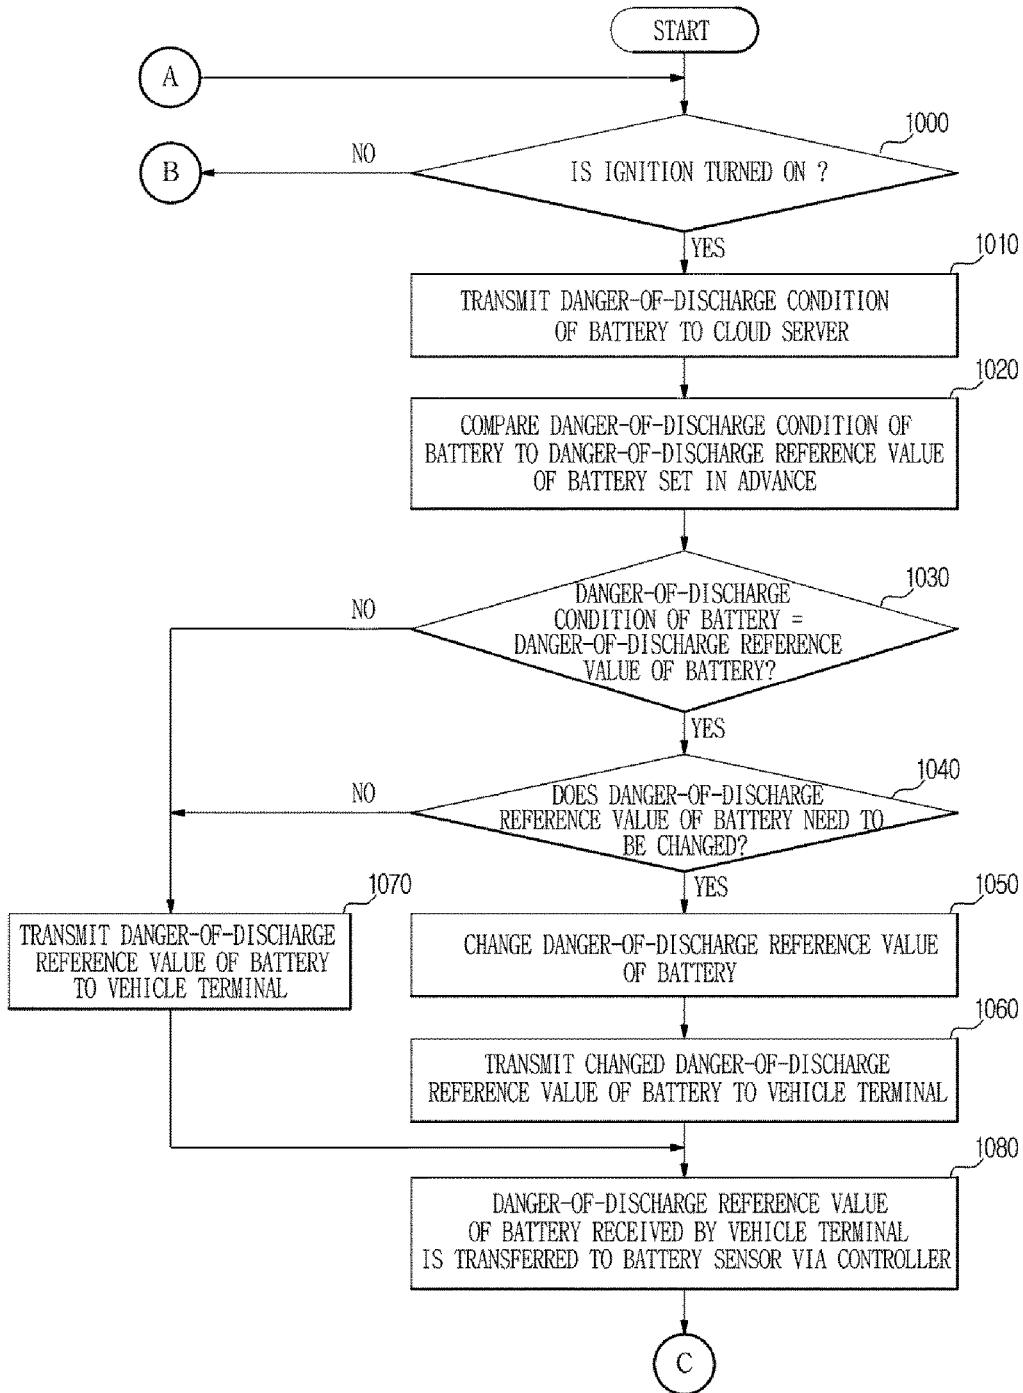 START
A
1000
B
NO
IS IGNITION TURNED ON ?
YES
1010
TRANSMIT DANGER-OF-DISCHARGE CONDITION
OF BATTERY TO CLOUD SERVER
1020
COMPARE DANGER-OF-DISCHARGE CONDITION OF
BATTERY TO DANGER-OF-DISCHARGE REFERENCE VALUE
OF BATTERY SET IN ADVANCE
1030
NO
DANGER-OF-DISCHARGE
CONDITION OF BATTERY =
DANGER-OF-DISCHARGE REFERENCE
VALUE OF BATTERY?
YES
1040
NO
DOES DANGER-OF-DISCHARGE
REFERENCE VALUE OF BATTERY NEED TO
BE CHANGED?
YES
1070
TRANSMIT DANGER-OF-DISCHARGE
REFERENCE VALUE OF BATTERY
TO VEHICLE TERMINAL
1050
CHANGE DANGER-OF-DISCHARGE REFERENCE VALUE
OF BATTERY
1060
TRANSMIT CHANGED DANGER-OF-DISCHARGE
REFERENCE VALUE OF BATTERY TO VEHICLE TERMINAL
1080
DANGER-OF-DISCHARGE REFERENCE VALUE
OF BATTERY RECEIVED BY VEHICLE TERMINAL
IS TRANSFERRED TO BATTERY SENSOR VIA CONTROLLER
C